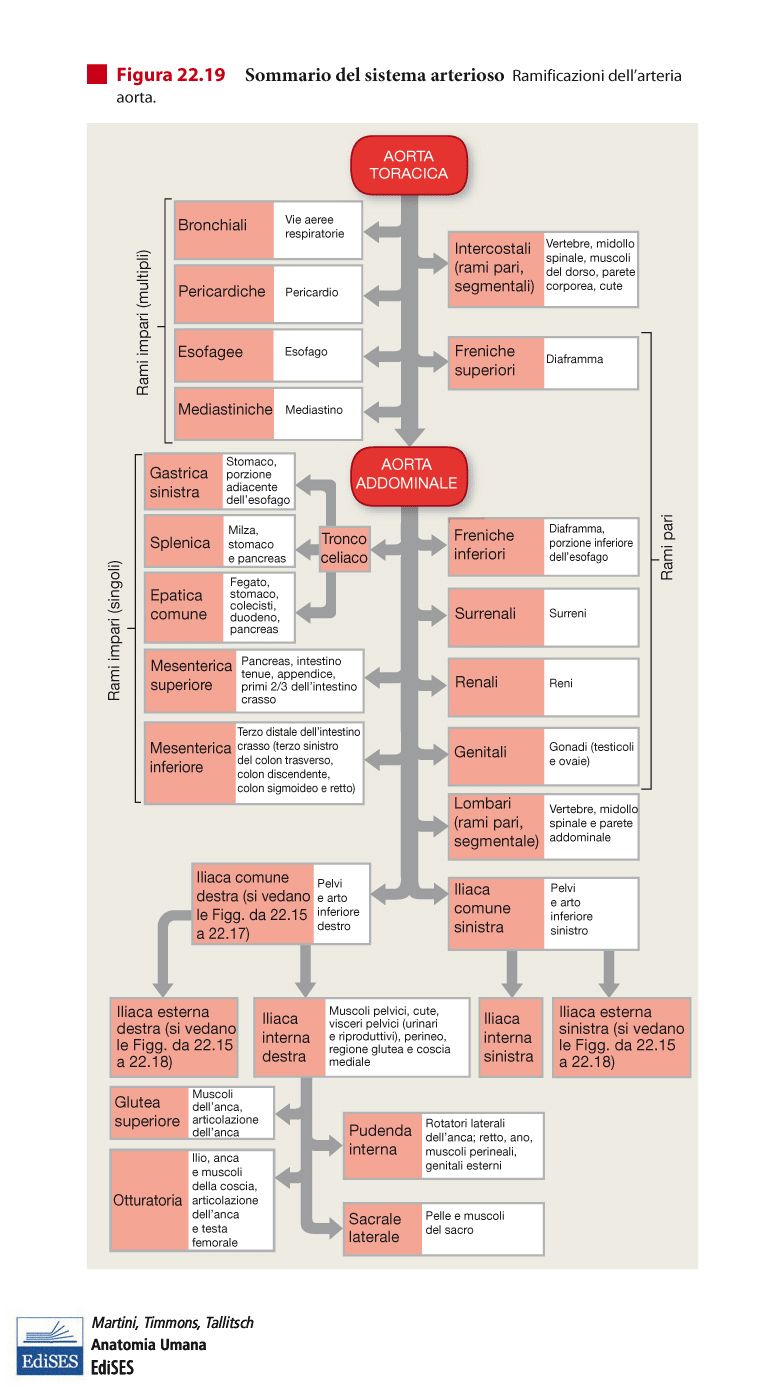 Figura 22.19 Sommario del sistema arterioso Ramificazioni dell'arteria
aorta.
AORTA
TORACICA
Rami impari (multipli)
Bronchiali
Vie aeree
respiratorie
Pericardiche
Pericardio
Esofagee
Esofago
Mediastiniche
Mediastino
Intercostali
(rami pari,
segmentali)
Vertebre, midollo
spinale, muscoli
del dorso, parete
corporea, cute
Freniche
superiori
Diaframma
Rami pari
AORTA
ADDOMINALE
Rami impari (singoli)
Gastrica
sinistra
Stomaco,
porzione
adiacente
dell'esofago
Splenica
Milza,
stomaco
e pancreas
Tronco
celiaco
Epatica
comune
Fegato,
stomaco,
colecisti,
duodeno,
pancreas
Mesenterica
superiore
Pancreas, intestino
tenue, appendice,
primi 2/3 dell'intestino
crasso
Mesenterica
inferiore
Terzo distale dell'intestino
crasso (terzo sinistro
del colon trasverso,
colon discendente,
colon sigmoideo e retto)
Freniche
inferiori
Diaframma,
porzione inferiore
dell'esofago
Surrenali
Surreni
Renali
Reni
Genitali
Gonadi (testicoli
e ovaie)
Lombari
(rami pari,
segmentale)
Vertebre, midollo
spinale e parete
addominale
Iliaca comune
destra (si vedano
le Figg. da 22.15
a 22.17)
Pelvi
e arto
inferiore
destro
Iliaca
comune
sinistra
Pelvi
e arto
inferiore
sinistro
Iliaca esterna
destra (si vedano
le Figg. da 22.15
a 22.18)
Iliaca
interna
destra
Muscoli pelvici, cute,
visceri pelvici (urinari
e riproduttivi), perineo,
regione glutea e coscia
mediale
Iliaca
interna
sinistra
Iliaca esterna
sinistra (si vedano
le Figg. da 22.15
a 22.18)
Glutea
superiore
Muscoli
dell'anca,
articolazione
dell'anca
Pudenda
interna
Rotatori laterali
dell'anca; retto, ano,
muscoli perineali,
genitali esterni
Otturatoria
Ilio, anca
e muscoli
della coscia,
articolazione
dell'anca
e testa
femorale
Sacrale
laterale
Pelle e muscoli
del sacro
EdiSES
Martini, Timmons, Tallitsch
Anatomia Umana
EdiSES